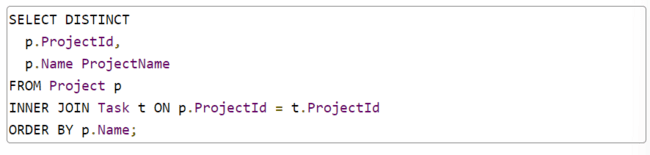 SELECT DISTINCT
p.ProjectId,
p.Name ProjectName
FROM Project p
INNER JOIN Task t ON p.ProjectId = t.ProjectId
ORDER BY p.Name;